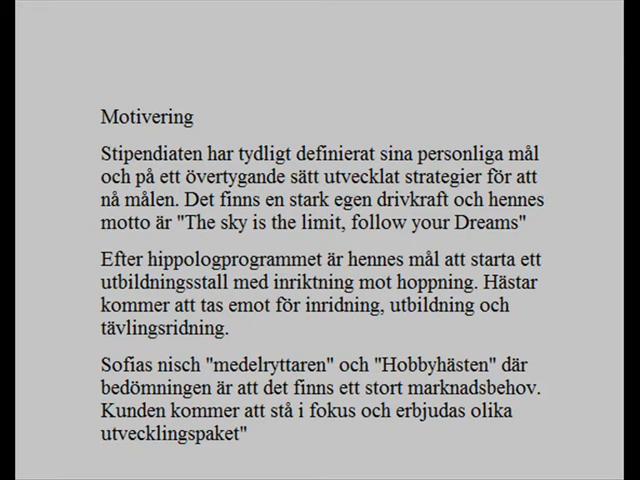 Motivering
Stipendiaten har tydligt definierat sina personliga mål
och på ett övertygande sätt utvecklat strategier för att
nå målen. Det finns en stark egen drivkraft och hennes
motto är "The sky is the limit, follow your Dreams"
Efter hippologprogrammet är hennes mål att starta ett
utbildningsstall med inriktning mot hoppning. Hästar
kommer att tas emot för inridning, utbildning och
tävlingsridning.
Sofias nisch "medelryttaren" och "Hobbyhästen" där
bedömningen är att det finns ett stort marknadsbehov.
Kunden kommer att stå i fokus och erbjudas olika
utvecklingspaket"